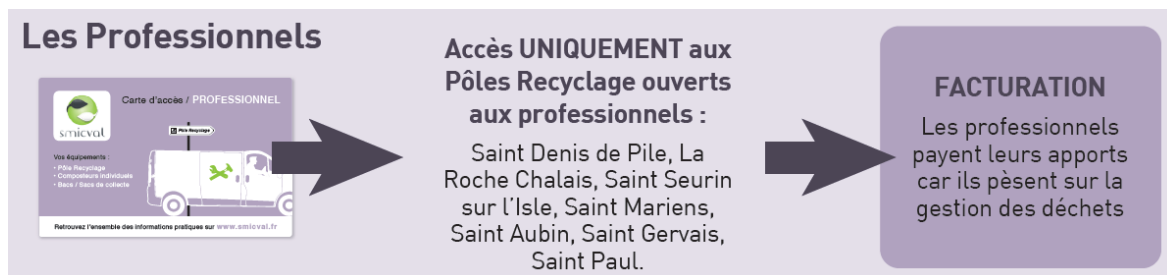 Les Professionnels
smicval
Carte d'accès / PROFESSIONNEL
Pôle Recyclage
Vos équipements :
• Pôle Recyclage
• Composteurs individuels
• Bacs / Sacs de collecte
Retrouvez l'ensemble des informations pratiques sur www.smicval.fr
Accès UNIQUEMENT aux
Pôles Recyclage ouverts
aux professionnels :
Saint Denis de Pile, La
Roche Chalais, Saint Seurin
sur l'Isle, Saint Mariens,
Saint Aubin, Saint Gervais,
Saint Paul.
FACTURATION
Les professionnels
payent leurs apports
car ils pèsent sur la
gestion des déchets